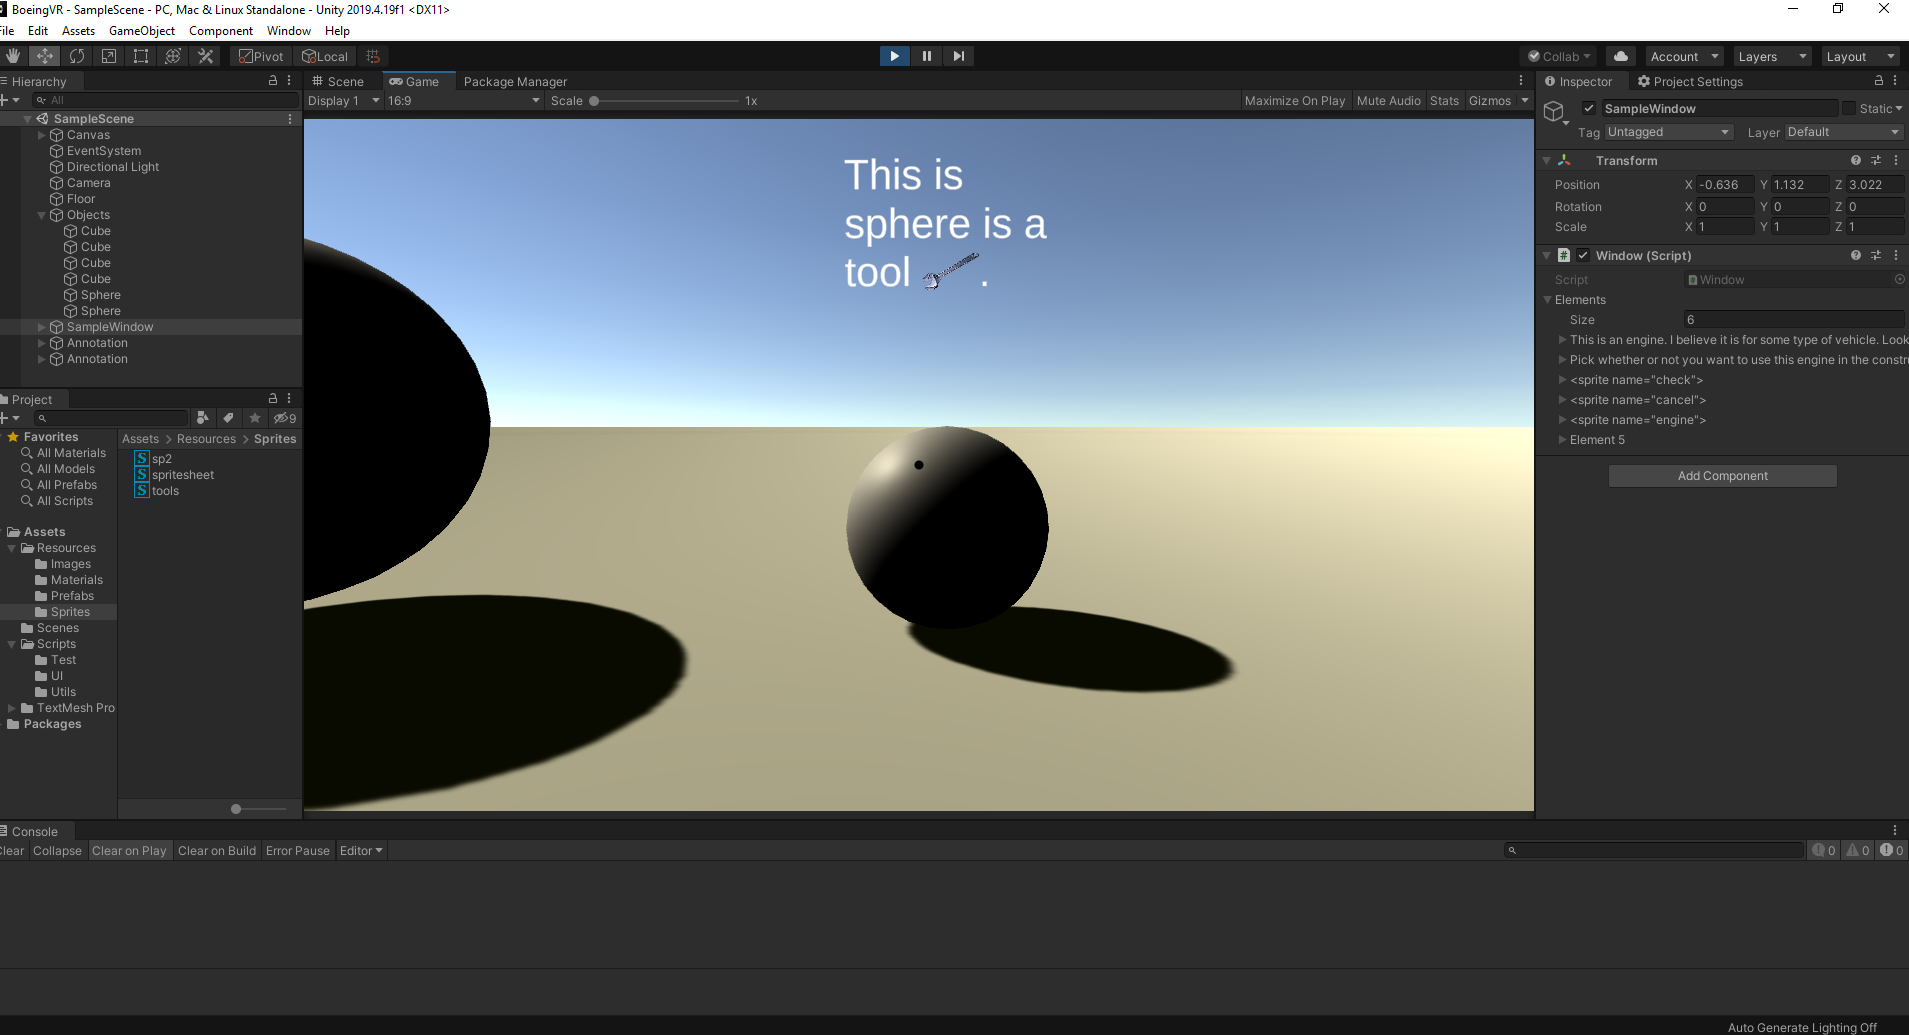 BoeingVR - SampleScene - PC, Mac & Linux Standalone - Unity 2019.4.19f1 <DX11>
File Edit Assets GameObject Component Window Help
Pivot Local Collab Account Layers Layout
Hierarchy
All
SampleScene
Canvas
EventSystem
Directional Light
Camera
Floor
Objects
Cube
Cube
Cube
Cube
Sphere
Sphere
SampleWindow
Annotation
Annotation
Project
9
Favorites
All Materials
All Models
All Prefabs
All Scripts
Assets
Resources
Images
Materials
Prefabs
Sprites
Scenes
Scripts
Test
UI
Utils
TextMesh Pro
Packages
Assets > Resources > Sprites
sp2
spritesheet
tools
Scene Game Package Manager
Display 1 16:9 Scale 1x Maximize On Play Mute Audio Stats Gizmos
This is
sphere is a
tool .
Inspector Project Settings
SampleWindow Static
Tag Untagged Layer Default
Transform
Position X -0.636 Y 1.132 Z 3.022
Rotation X 0 Y 0 Z 0
Scale X 1 Y 1 Z 1
# Window (Script)
Script Window
Elements
Size 6
This is an engine. I believe it is for some type of vehicle. Look
Pick whether or not you want to use this engine in the constru
<sprite name="check">
<sprite name="cancel">
<sprite name="engine">
Element 5
Add Component
Console
Clear Collapse Clear on Play Clear on Build Error Pause Editor 0 0 0
Auto Generate Lighting Off